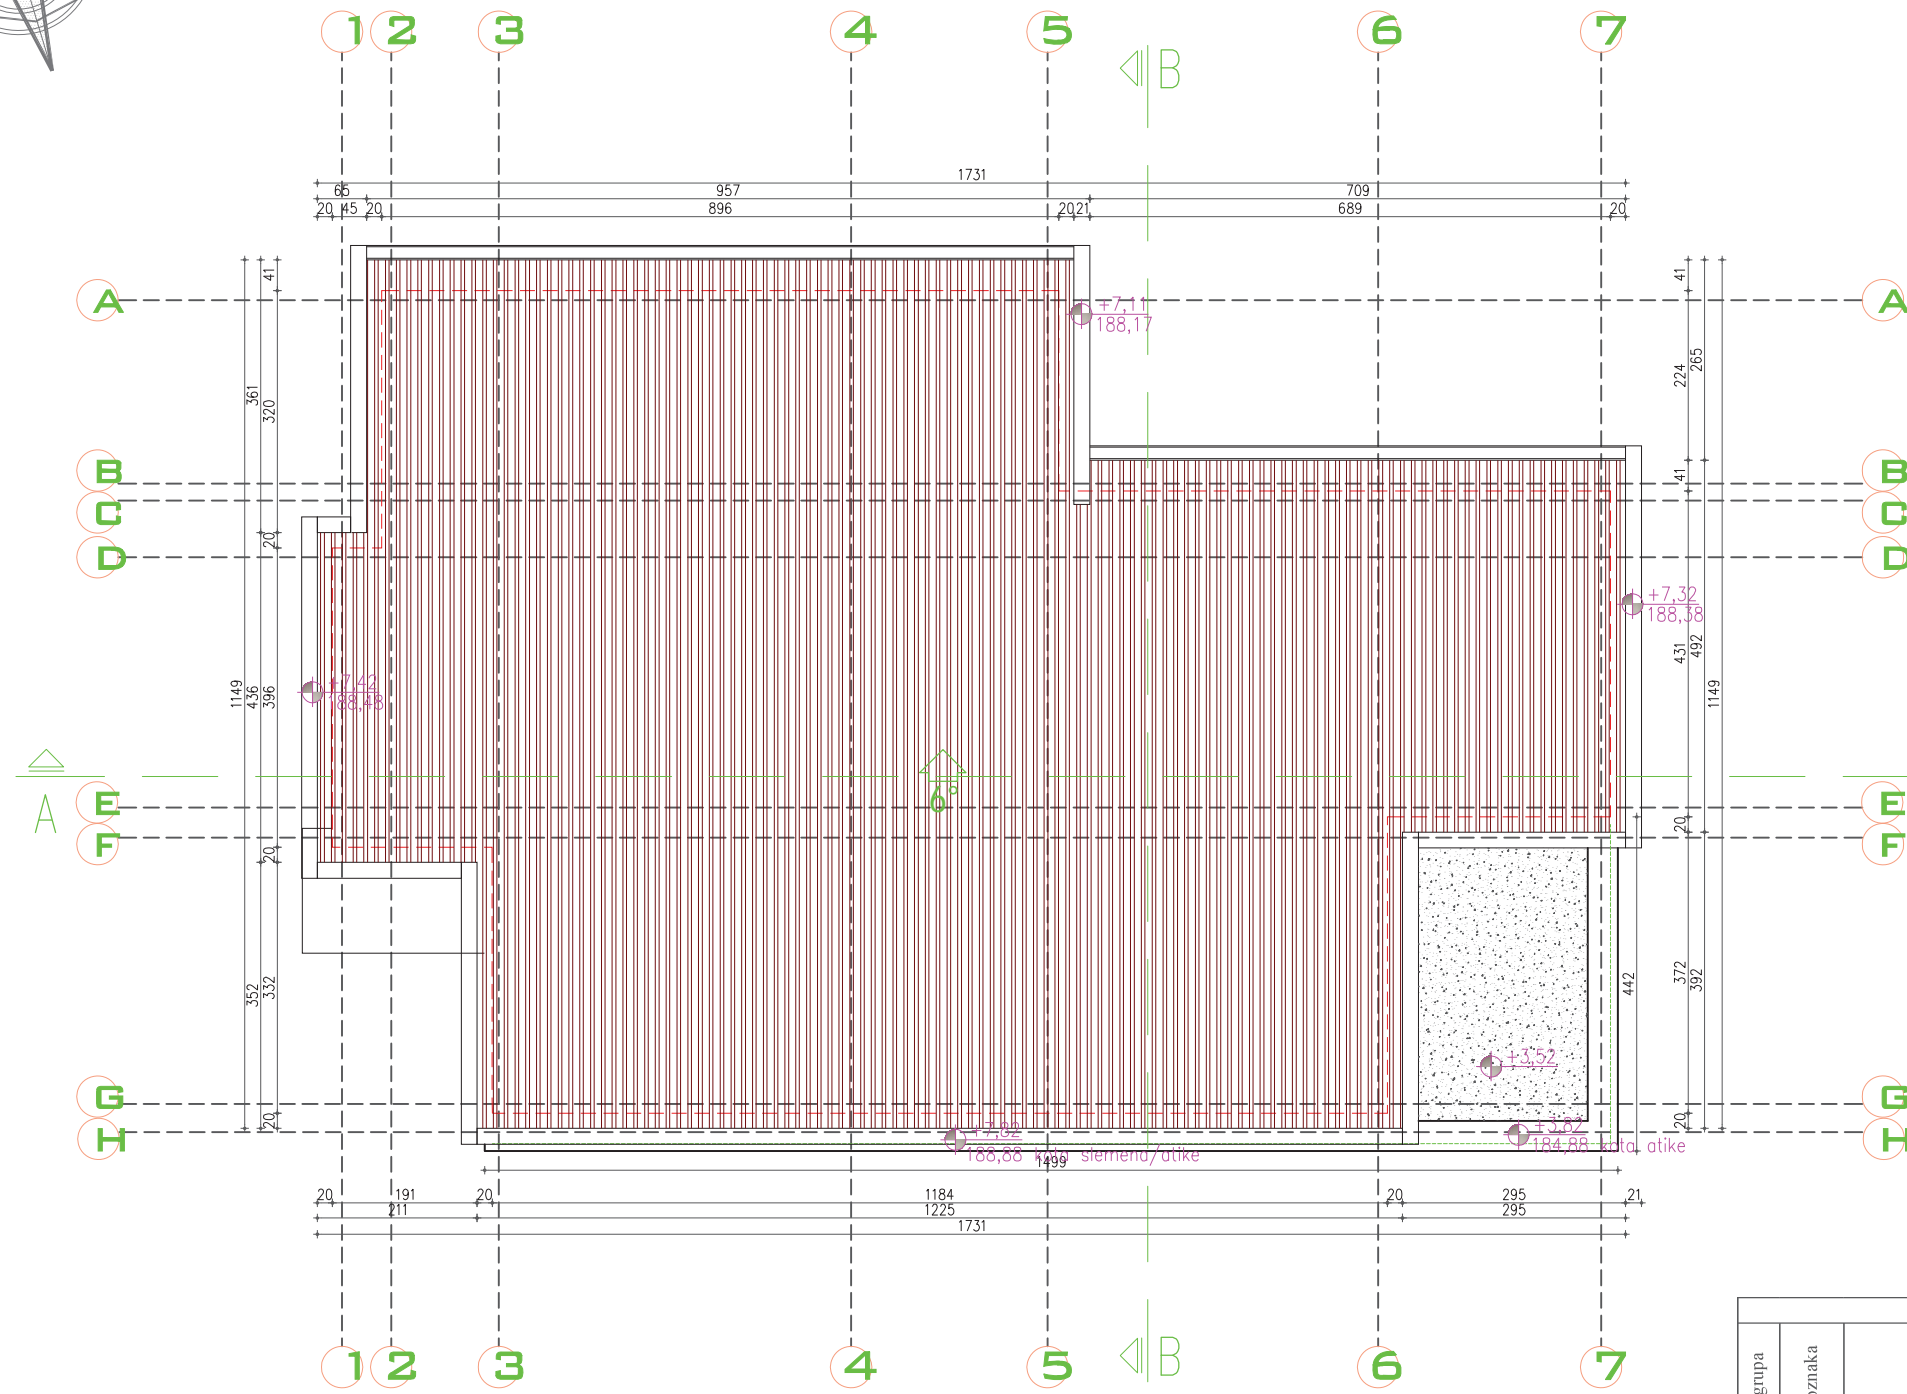 1 2 3 4 5 6 7
B
1731
65 957 709
20 45 20 896 20 21 689 20
A 41 41 A
+7,11
188,17
361 320 224 265
B 41 B
C C
20
D D
+7,32
188,38
431 492
+7,42
188,48
1149 436 396 1149
6°
A
E E
20
F F
20
442
352 332 372 392
+3,52
G G
20 20
H H
+7,82
188,88 kota slemena/atike
+3,82
184,88 kota atike
1499
20 191 20 1184 20 295 21
211 1225 295
1731
B
1 2 3 4 5 6 7
grupa
oznaka